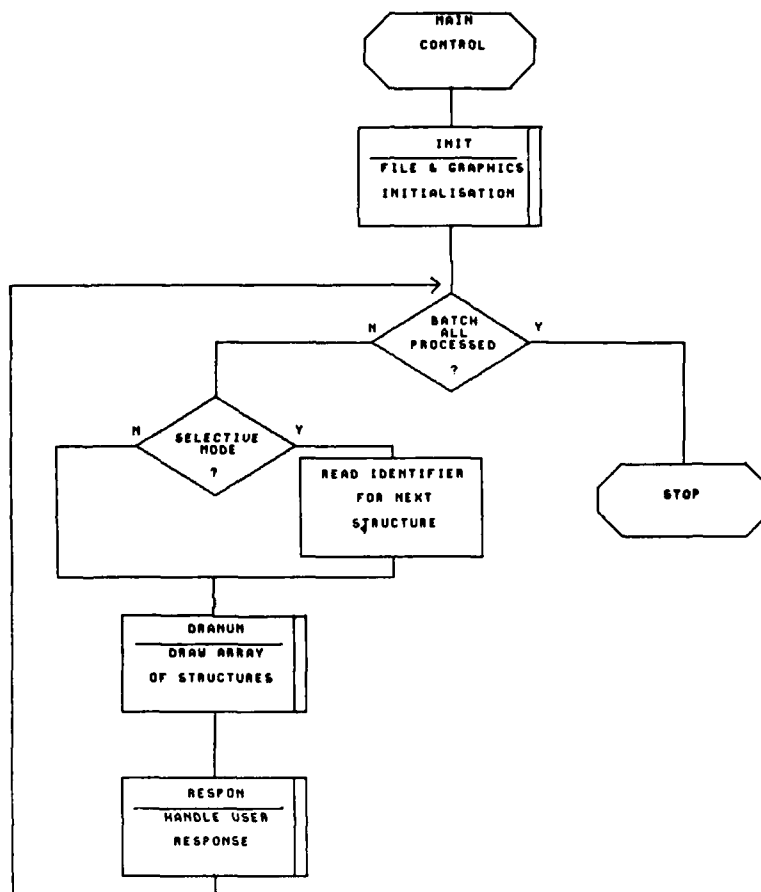 MAIN
CONTROL
INIT
FILE & GRAPHICS
INITIALISATION
BATCH
ALL
PROCESSED
?
N
Y
SELECTIVE
MODE
?
N
Y
READ IDENTIFIER
FOR NEXT
STRUCTURE
STOP
DRANUM
DRAW ARRAY
OF STRUCTURES
RESPON
HANDLE USER
RESPONSE